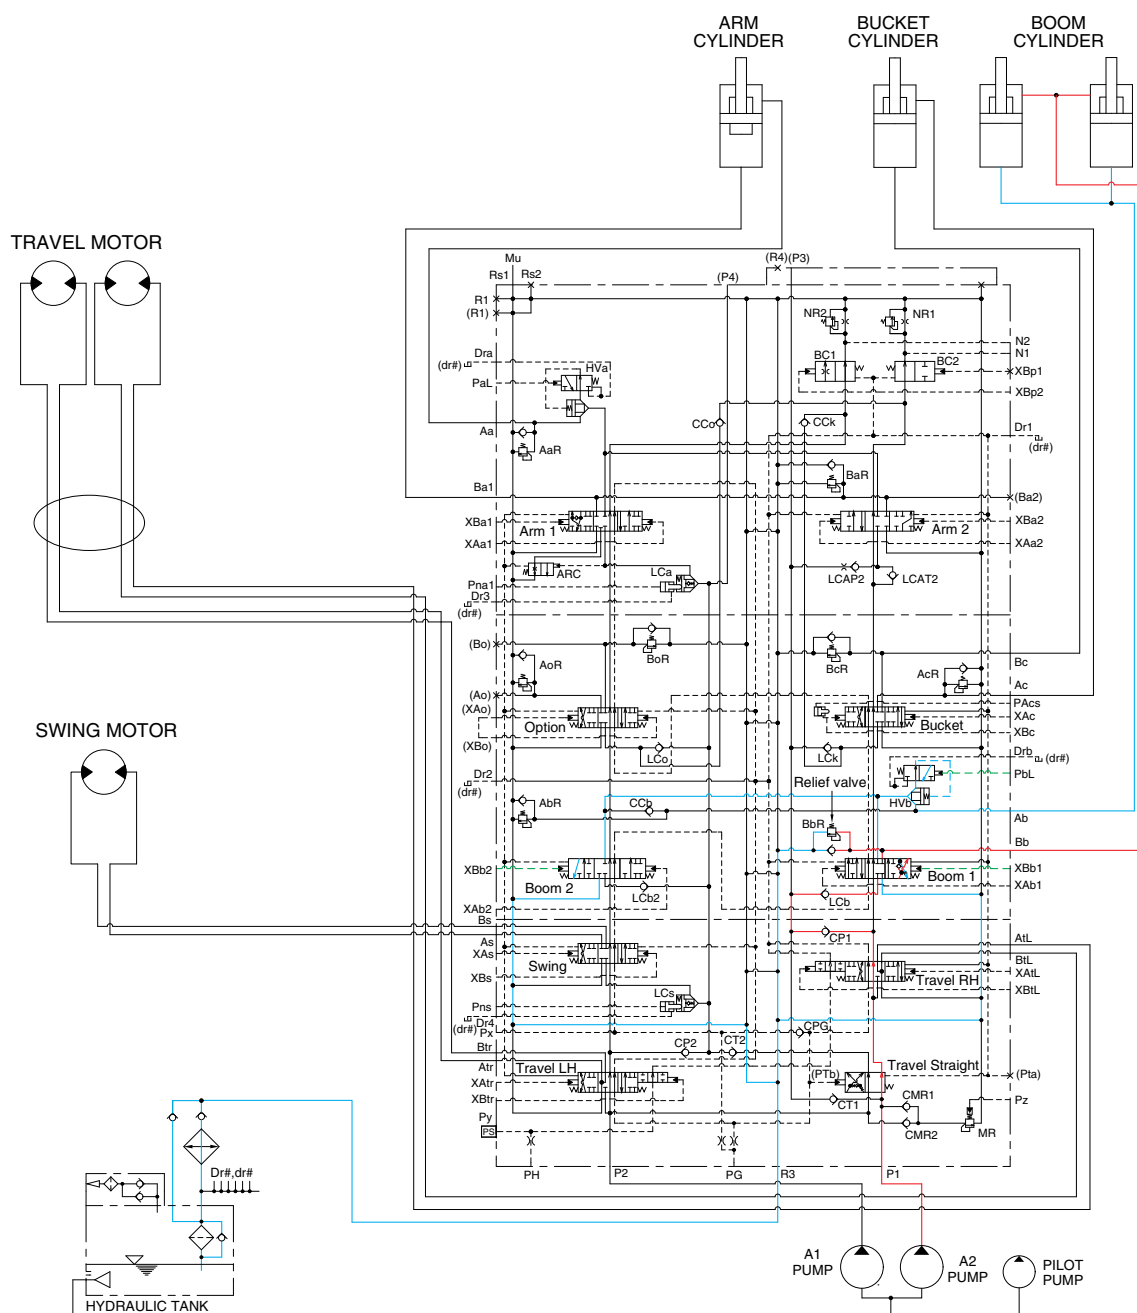 ARM
CYLINDER
BUCKET
CYLINDER
BOOM
CYLINDER
TRAVEL MOTOR
Mu
Rs1
Rs2
(P4)
(R4)
(P3)
R1
(R1)
NR2
NR1
N2
N1
Dra
(dr#)
HVa
BC1
BC2
XBp1
PaL
XBp2
CCo
CCk
Dr1
(dr#)
Aa
AaR
BaR
Ba1
(Ba2)
XBa1
Arm 1
Arm 2
XBa2
XAa1
XAa2
ARC
LCa
LCAP2
LCAT2
Pna1
Dr3
(dr#)
(Bo)
BoR
BcR
Bc
AoR
AcR
Ac
(Ao)
PAcs
(XAo)
Option
Bucket
XAc
XBc
(XBo)
LCo
LCk
Drb
(dr#)
SWING MOTOR
Dr2
(dr#)
Relief valve
PbL
HVb
AbR
CCb
BbR
Ab
Bb
XBb2
Boom 2
Boom 1
XBb1
XAb1
LCb2
LCb
XAb2
Bs
CP1
As
XAs
Swing
AtL
BtL
XAtL
XBs
Travel RH
XBtL
LCs
Pns
Dr4
(dr#)
Px
CPG
Btr
CP2
CT2
Atr
Travel LH
Travel Straight
XAtr
(PTb)
(Pta)
XBtr
CT1
CMR1
Pz
Py
PS
CMR2
MR
PH
P2
PG
R3
P1
Dr#,dr#
A1
PUMP
A2
PUMP
PILOT
PUMP
HYDRAULIC TANK